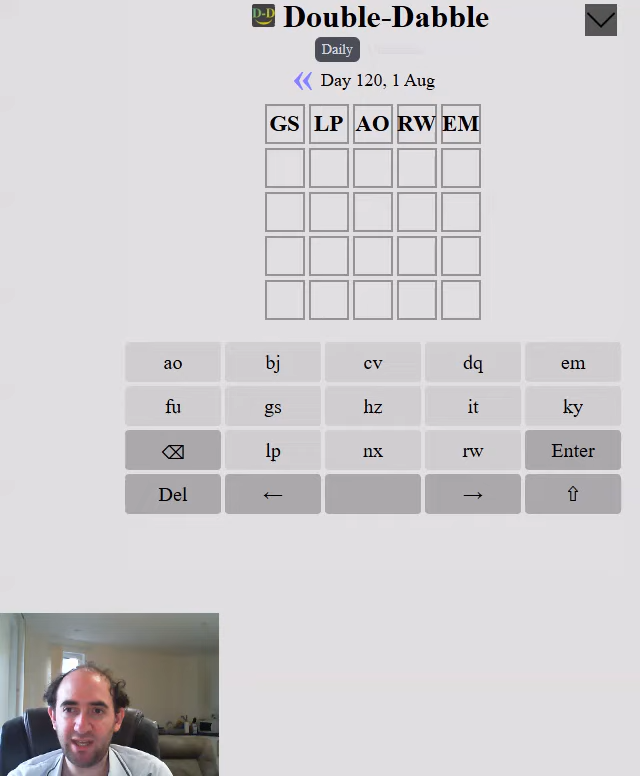 D-D Double-Dabble
Daily
Day 120, 1 Aug
GS LP AO RW EM
ao bj cv dq em
fu gs hz it ky
⌫ lp nx rw Enter
Del ← → ⇧